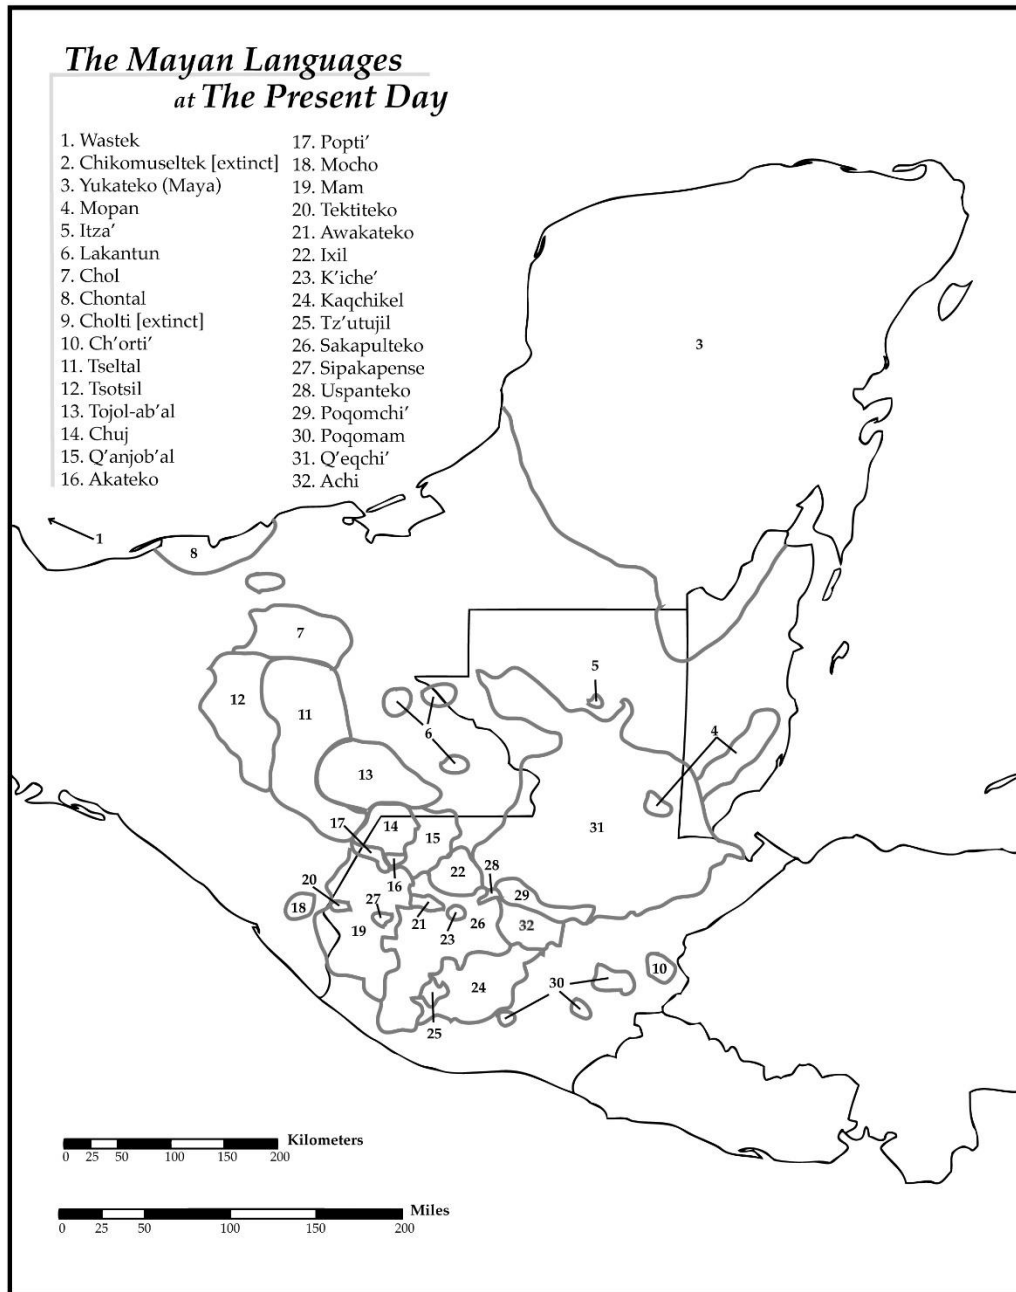 The Mayan Languages
at The Present Day
1. Wastek
2. Chikomuseltek [extinct]
3. Yukateko (Maya)
4. Mopan
5. Itza'
6. Lakantun
7. Chol
8. Chontal
9. Cholti [extinct]
10. Ch'orti'
11. Tseltal
12. Tsotsil
13. Tojol-ab'al
14. Chuj
15. Q'anjob'al
16. Akateko
17. Popti'
18. Mocho
19. Mam
20. Tektiteko
21. Awakateko
22. Ixil
23. K'iche'
24. Kaqchikel
25. Tz'utujil
26. Sakapulteko
27. Sipakapense
28. Uspanteko
29. Poqomchi'
30. Poqomam
31. Q'eqchi'
32. Achi
3
1
8
7
5
12
11
6
4
13
17
14
15
31
28
22
20
16
29
18
27
21
26
32
19
23
10
24
30
25
Kilometers
0 25 50 100 150 200
Miles
0 25 50 100 150 200